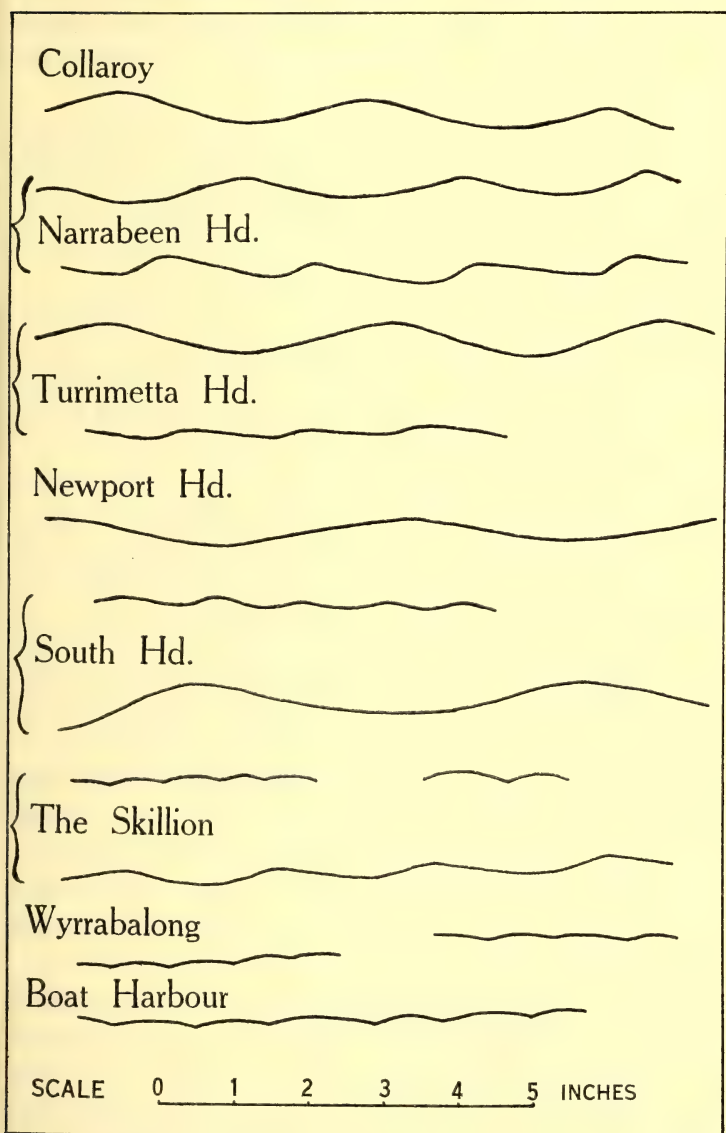 Collaroy
Narrabeen Hd.
Turrimetta Hd.
Newport Hd.
South Hd.
The Skillion
Wyrrabalong
Boat Harbour
SCALE 0 1 2 3 4 5 INCHES